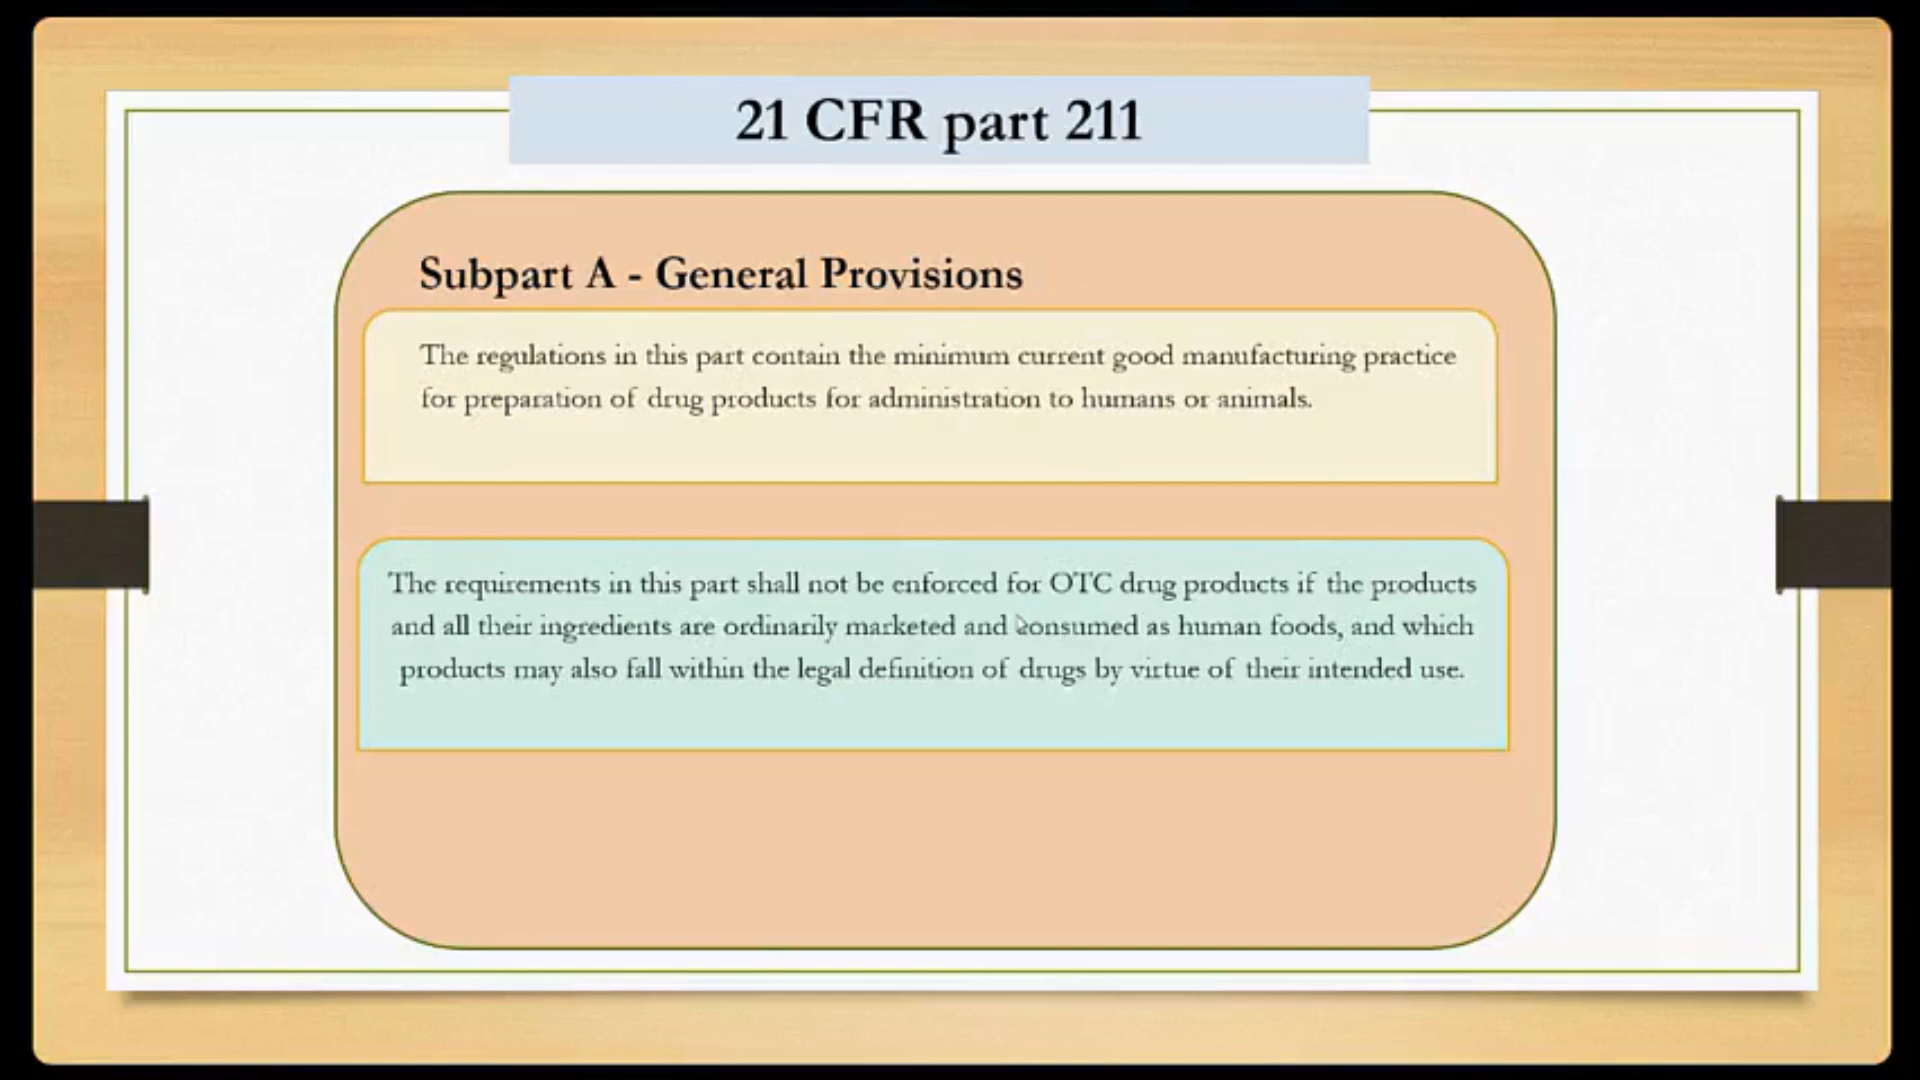 21 CFR part 211
Subpart A - General Provisions
The regulations in this part contain the minimum current good manufacturing practice
for preparation of drug products for administration to humans or animals.
The requirements in this part shall not be enforced for OTC drug products if the products
and all their ingredients are ordinarily marketed and consumed as human foods, and which
products may also fall within the legal definition of drugs by virtue of their intended use.